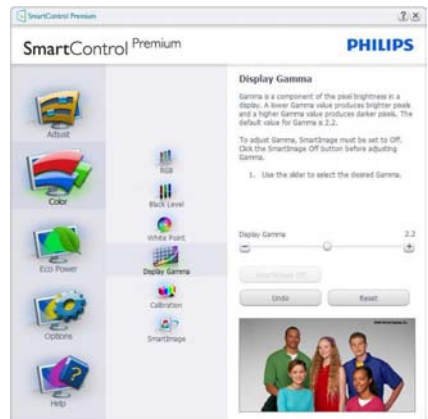 SmartControl Premium
SmartControl Premium
PHILIPS
Adjust
Color
Eco Power
Options
Help
RGB
Black Level
White Point
Display Gamma
Calibration
SmartImage
Display Gamma
Gamma is a component of the pixel brightness in a
display. A lower Gamma value produces brighter pixels
and a higher Gamma value produces darker pixels. The
default value for Gamma is 2.2.
To adjust Gamma, SmartImage must be set to Off.
Click the SmartImage Off button before adjusting
Gamma.
1. Use the slider to select the desired Gamma.
Display Gamma 2.2
SmartImage Off
Undo
Reset